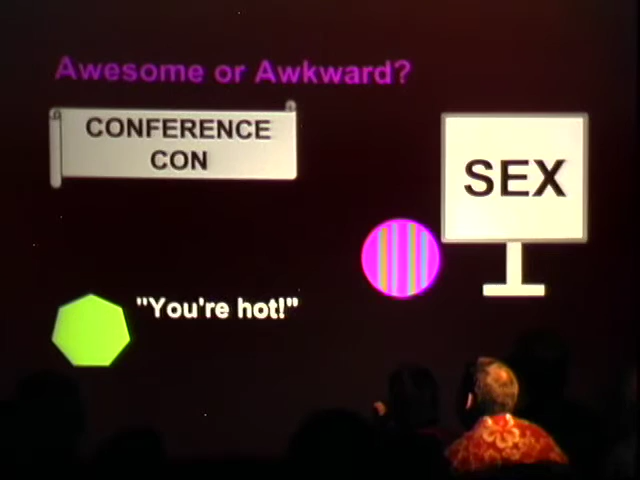 Awesome or Awkward?
CONFERENCE
CON
SEX
"You're hot!"